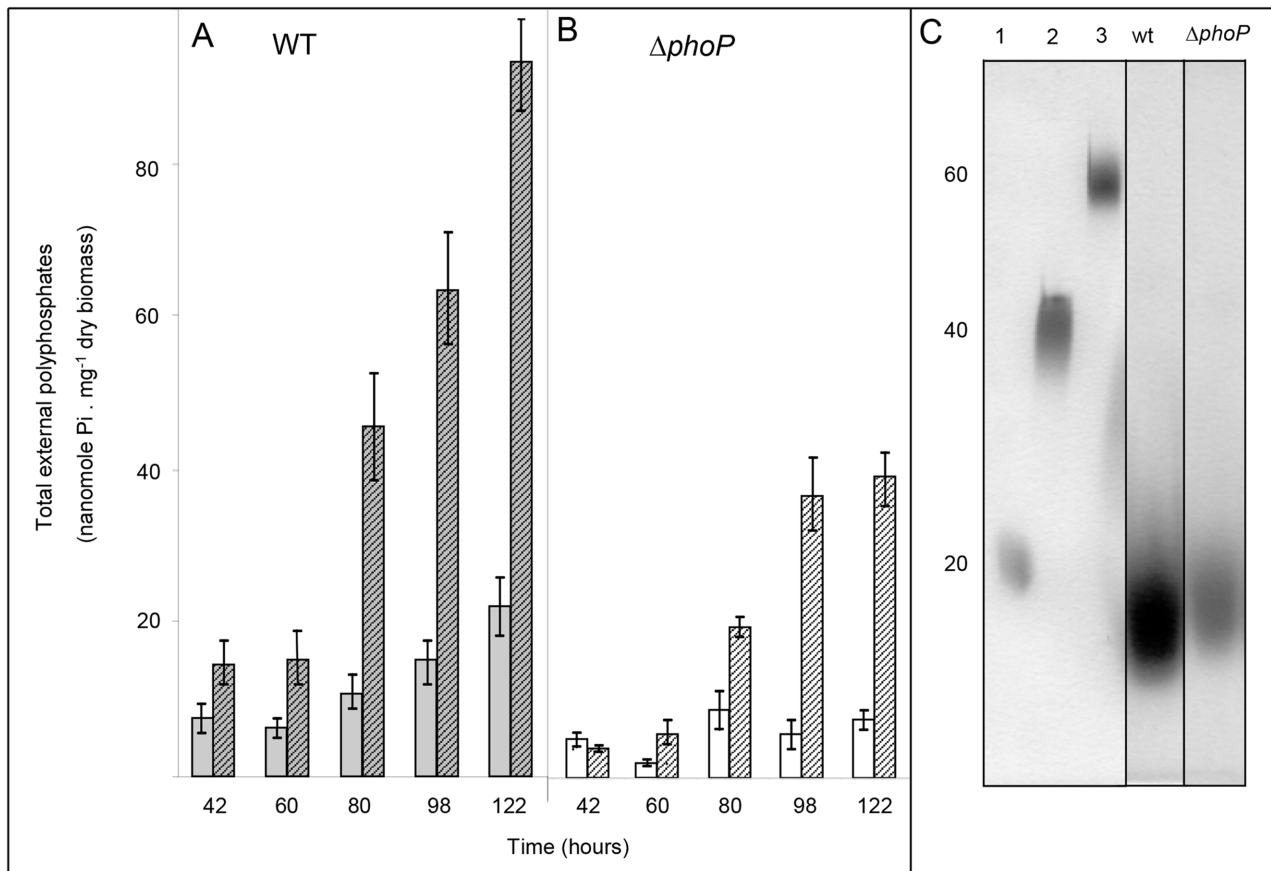 A WT
80
60
40
20
Total external polyphosphates
(nanomole Pi . mg⁻¹ dry biomass)
42 60 80 98 122
B ΔphoP
42 60 80 98 122
Time (hours)
C
1 2 3 wt ΔphoP
60
40
20